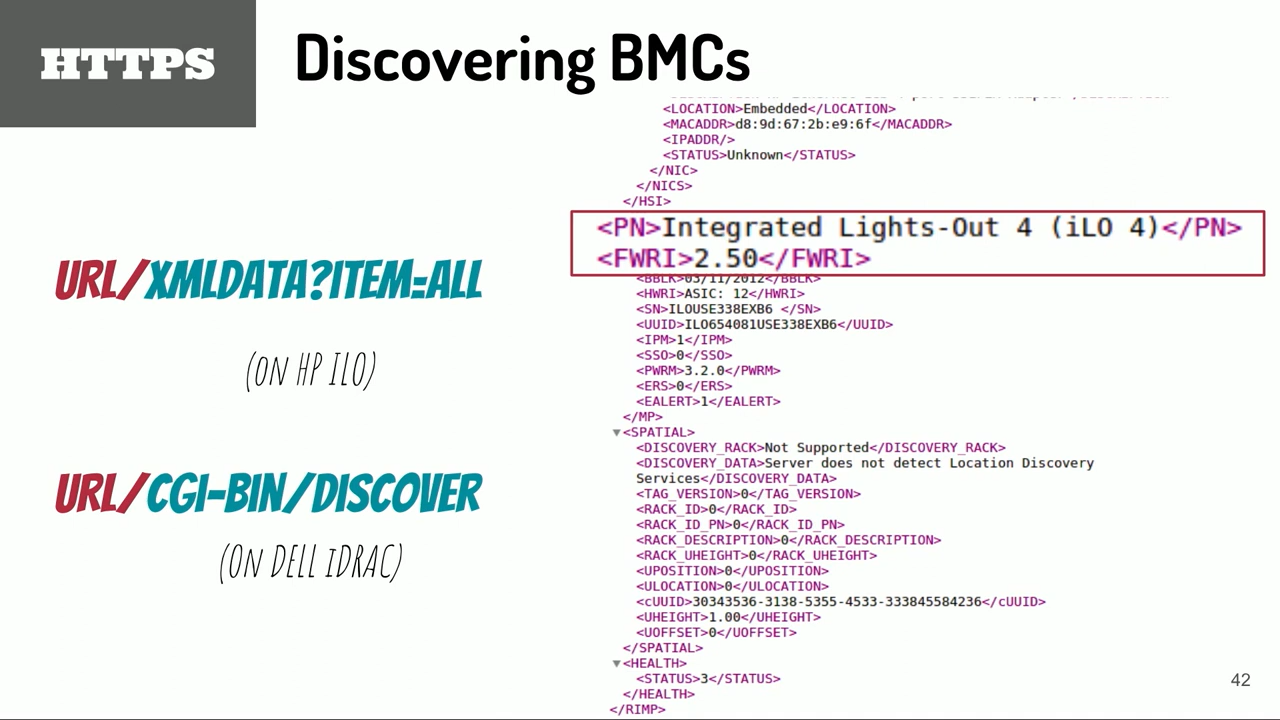 HTTPS
Discovering BMCs
<LOCATION>Embedded</LOCATION>
<MACADDR>d8:9d:67:2b:e9:6f</MACADDR>
<IPADDR/>
<STATUS>Unknown</STATUS>
</NIC>
</NICS>
</HSI>
<PN>Integrated Lights-Out 4 (iLO 4)</PN>
<FWRI>2.50</FWRI>
<BBLK>03/11/2012</BBLK>
<HWRI>ASIC: 12</HWRI>
<SN>ILOUSE338EXB6 </SN>
<UUID>ILO654081USE338EXB6</UUID>
<IPM>1</IPM>
<SSO>0</SSO>
<PWRM>3.2.0</PWRM>
<ERS>0</ERS>
<EALERT>1</EALERT>
</MP>
▼<SPATIAL>
<DISCOVERY_RACK>Not Supported</DISCOVERY_RACK>
<DISCOVERY_DATA>Server does not detect Location Discovery
Services</DISCOVERY_DATA>
<TAG_VERSION>0</TAG_VERSION>
<RACK_ID>0</RACK_ID>
<RACK_ID_PN>0</RACK_ID_PN>
<RACK_DESCRIPTION>0</RACK_DESCRIPTION>
<RACK_UHEIGHT>0</RACK_UHEIGHT>
<UPOSITION>0</UPOSITION>
<ULOCATION>0</ULOCATION>
<cUUID>30343536-3138-5355-4533-333845584236</cUUID>
<UHEIGHT>1.00</UHEIGHT>
<UOFFSET>0</UOFFSET>
</SPATIAL>
▼<HEALTH>
<STATUS>3</STATUS>
</HEALTH>
</RIMP>
URL/XMLDATA?ITEM=ALL
(ON HP ILO)
URL/CGI-BIN/DISCOVER
(ON DELL iDRAC)
42